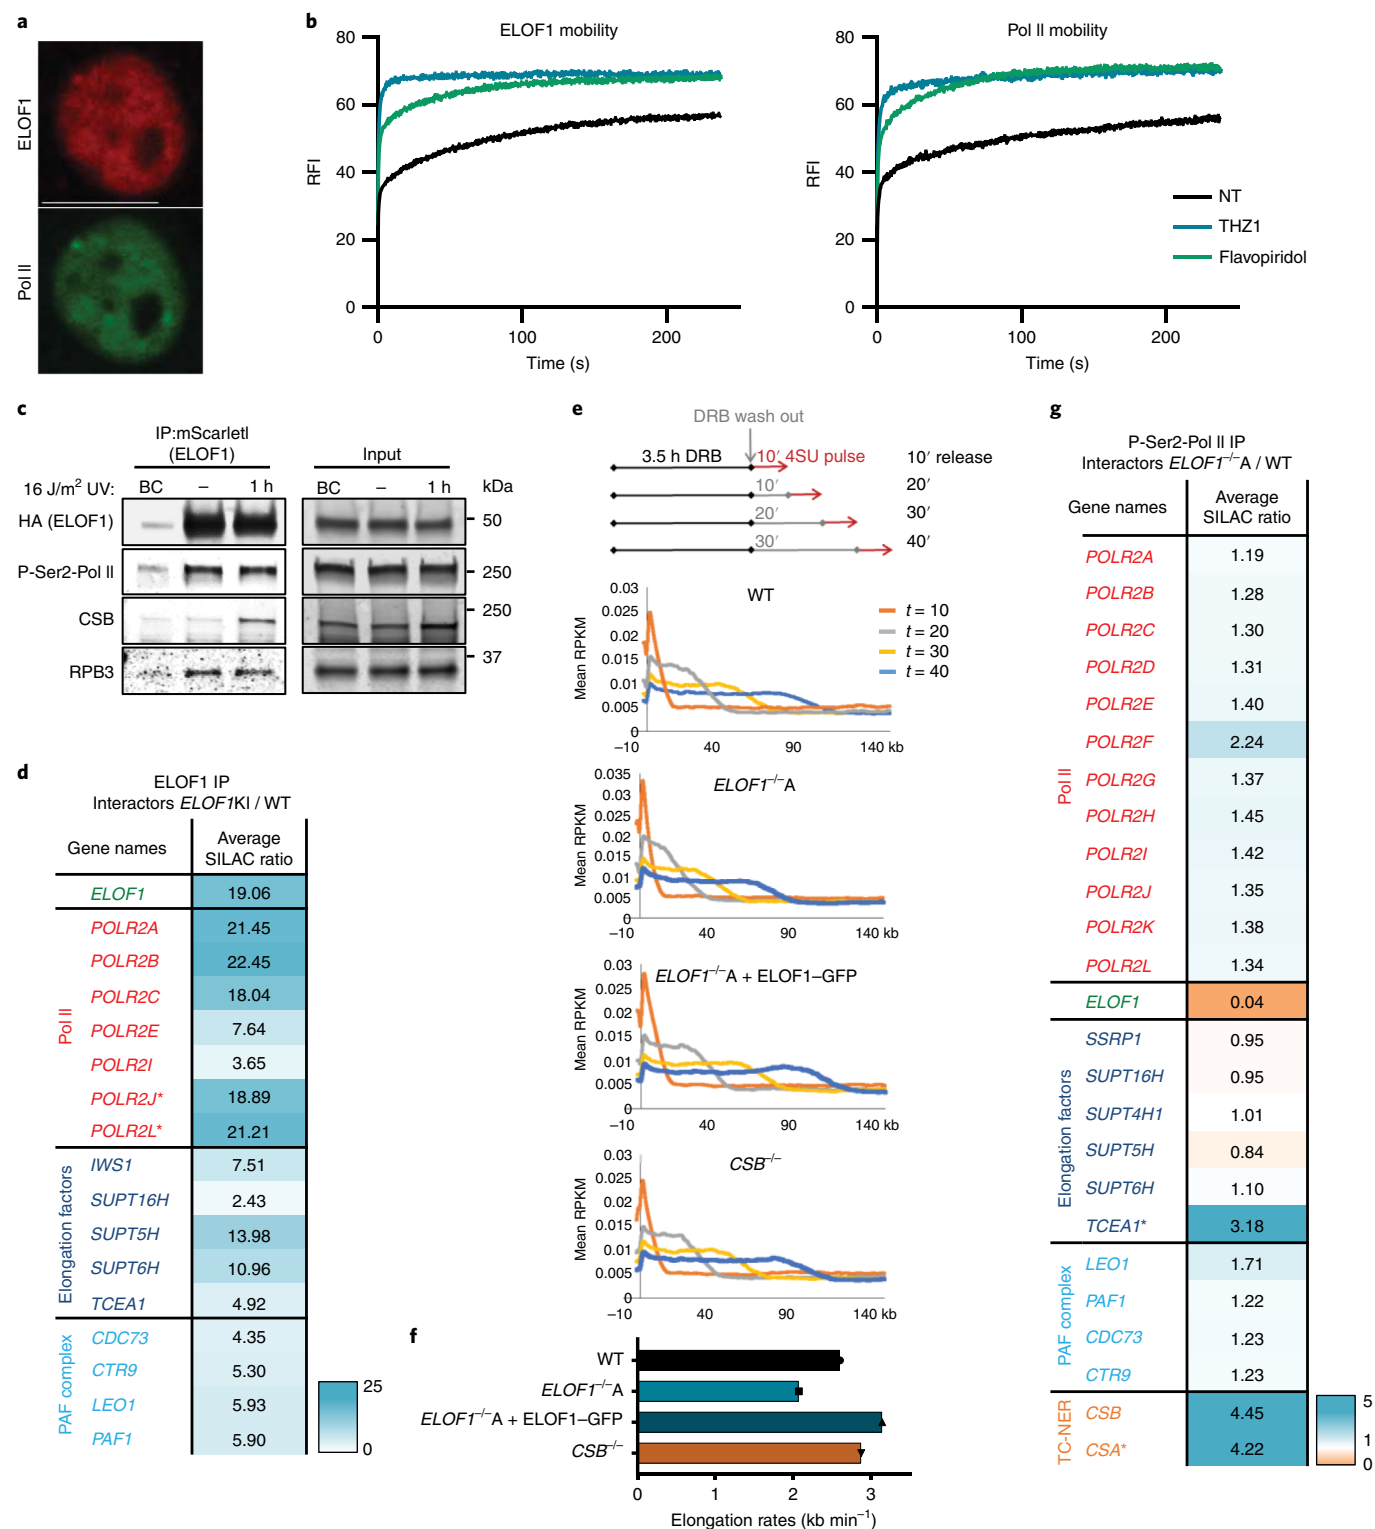 a
ELOF1
Pol II
b
ELOF1 mobility
RFI
80
60
40
20
0
0 100 200
Time (s)
Pol II mobility
RFI
80
60
40
20
0
0 100 200
Time (s)
NT
THZ1
Flavopiridol
c
IP:mScarletI
(ELOF1)
Input
16 J/m² UV: BC – 1 h BC – 1 h kDa
HA (ELOF1) 50
P-Ser2-Pol II 250
CSB 250
RPB3 37
d
ELOF1 IP
Interactors ELOF1KI / WT
Gene names Average
SILAC ratio
ELOF1 19.06
Pol II
POLR2A 21.45
POLR2B 22.45
POLR2C 18.04
POLR2E 7.64
POLR2I 3.65
POLR2J* 18.89
POLR2L* 21.21
Elongation factors
IWS1 7.51
SUPT16H 2.43
SUPT5H 13.98
SUPT6H 10.96
TCEA1 4.92
PAF complex
CDC73 4.35
CTR9 5.30
LEO1 5.93
PAF1 5.90
25
0
e
DRB wash out
3.5 h DRB 10′ 4SU pulse 10′ release
10′ 20′
20′ 30′
30′ 40′
WT
Mean RPKM
0.03
0.025
0.02
0.015
0.01
0.005
0
–10 40 90 140 kb
t = 10
t = 20
t = 30
t = 40
ELOF1⁻/⁻A
Mean RPKM
0.035
0.03
0.025
0.02
0.015
0.01
0.005
0
–10 40 90 140 kb
ELOF1⁻/⁻A + ELOF1–GFP
Mean RPKM
0.03
0.025
0.02
0.015
0.01
0.005
0
–10 40 90 140 kb
CSB⁻/⁻
Mean RPKM
0.03
0.025
0.02
0.015
0.01
0.005
0
–10 40 90 140 kb
f
WT
ELOF1⁻/⁻A
ELOF1⁻/⁻A + ELOF1–GFP
CSB⁻/⁻
0 1 2 3
Elongation rates (kb min⁻¹)
g
P-Ser2-Pol II IP
Interactors ELOF1⁻/⁻A / WT
Gene names Average
SILAC ratio
Pol II
POLR2A 1.19
POLR2B 1.28
POLR2C 1.30
POLR2D 1.31
POLR2E 1.40
POLR2F 2.24
POLR2G 1.37
POLR2H 1.45
POLR2I 1.42
POLR2J 1.35
POLR2K 1.38
POLR2L 1.34
ELOF1 0.04
Elongation factors
SSRP1 0.95
SUPT16H 0.95
SUPT4H1 1.01
SUPT5H 0.84
SUPT6H 1.10
TCEA1* 3.18
PAF complex
LEO1 1.71
PAF1 1.22
CDC73 1.23
CTR9 1.23
TC-NER
CSB 4.45
CSA* 4.22
5
1
0